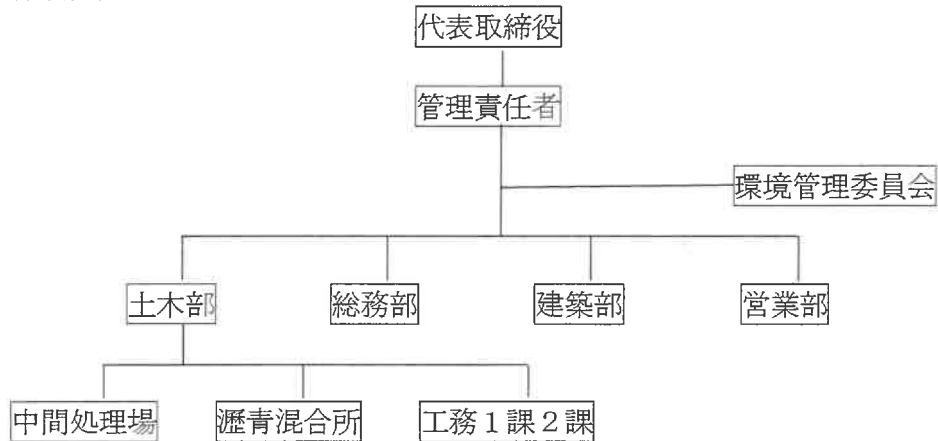 代表取締役
管理責任者
環境管理委員会
土木部 総務部 建築部 営業部
中間処理場 瀝青混合所 工務１課２課